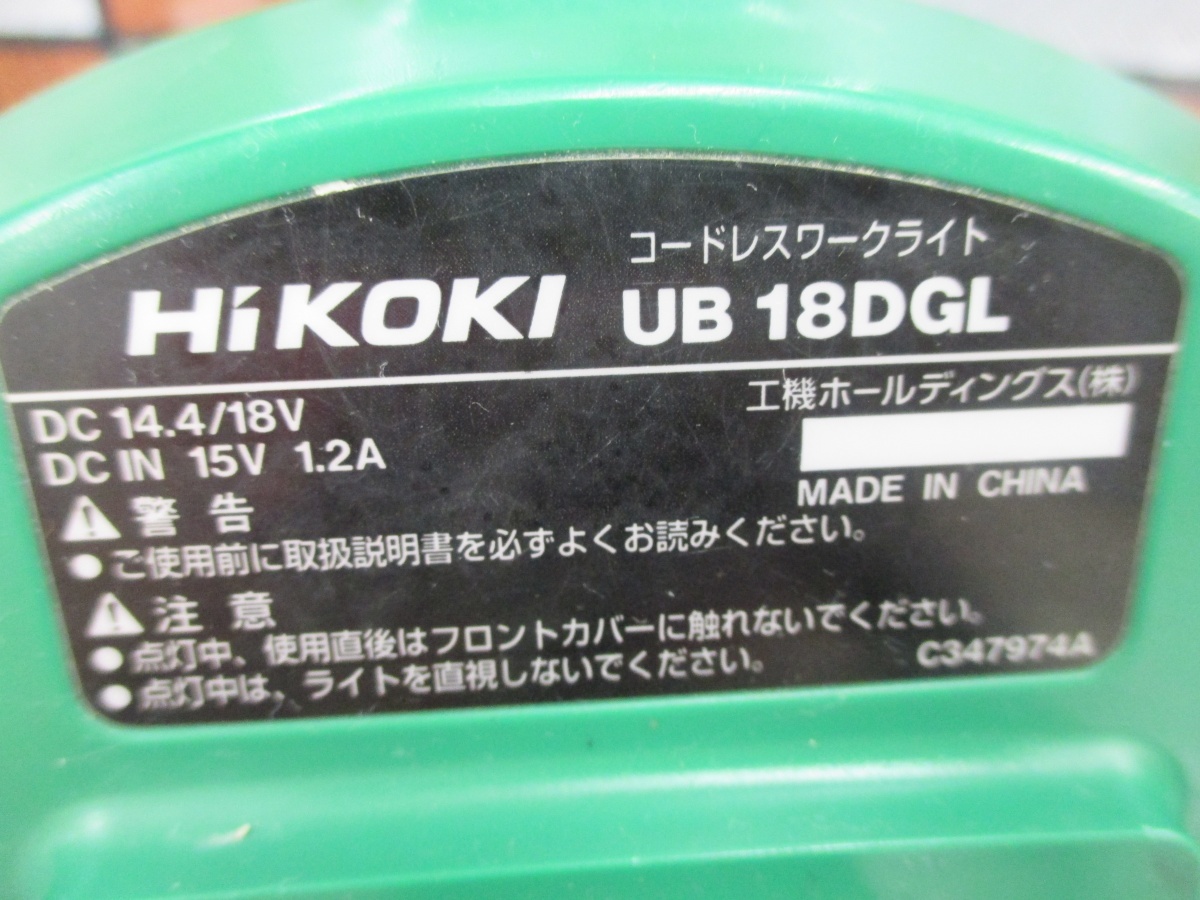 コードレスワークライト
HiKOKI UB 18DGL
DC 14.4/18V
DC IN 15V 1.2A
工機ホールディングス(株)
MADE IN CHINA
警告
● ご使用前に取扱説明書を必ずよくお読みください。
注意
● 点灯中、使用直後はフロントカバーに触れないでください。
● 点灯中は、ライトを直視しないでください。
C347974A